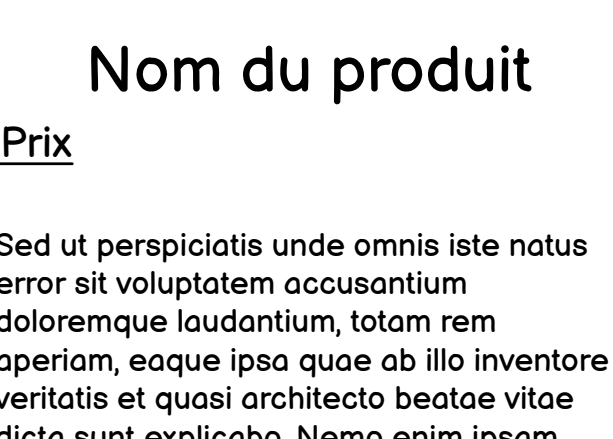 Nom du produit
Prix
Sed ut perspiciatis unde omnis iste natus
error sit voluptatem accusantium
doloremque laudantium, totam rem
aperiam, eaque ipsa quae ab illo inventore
veritatis et quasi architecto beatae vitae
dicta sunt explicabo. Nemo enim ipsam